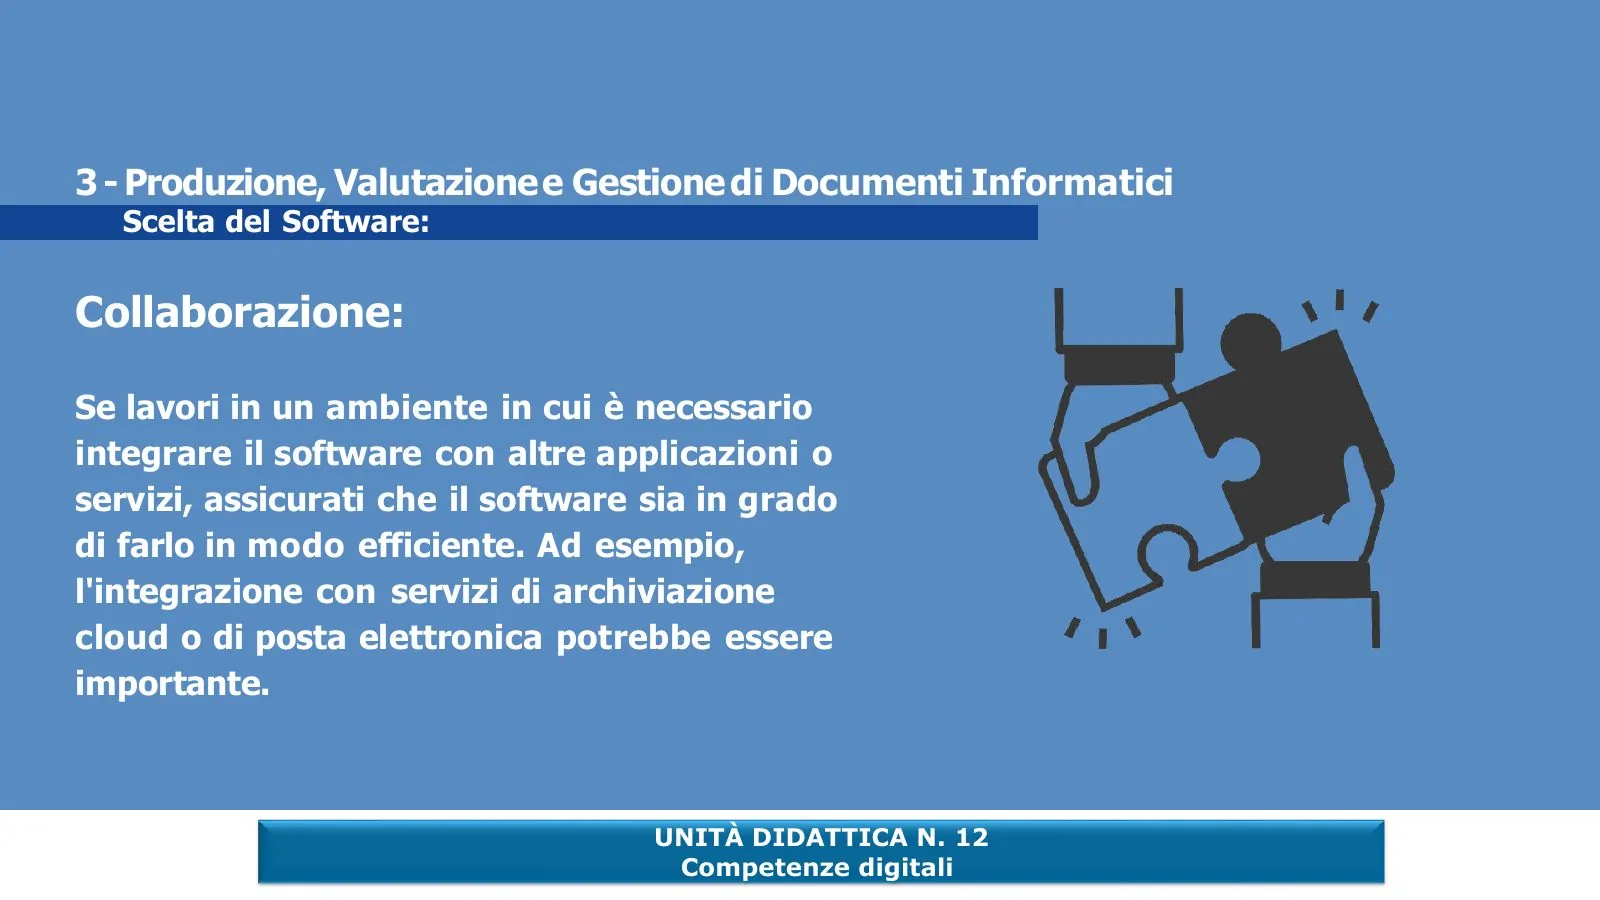 3 - Produzione, Valutazione e Gestione di Documenti Informatici
Scelta del Software:
Collaborazione:
Se lavori in un ambiente in cui è necessario
integrare il software con altre applicazioni o
servizi, assicurati che il software sia in grado
di farlo in modo efficiente. Ad esempio,
l'integrazione con servizi di archiviazione
cloud o di posta elettronica potrebbe essere
importante.
UNITÀ DIDATTICA N. 12
Competenze digitali